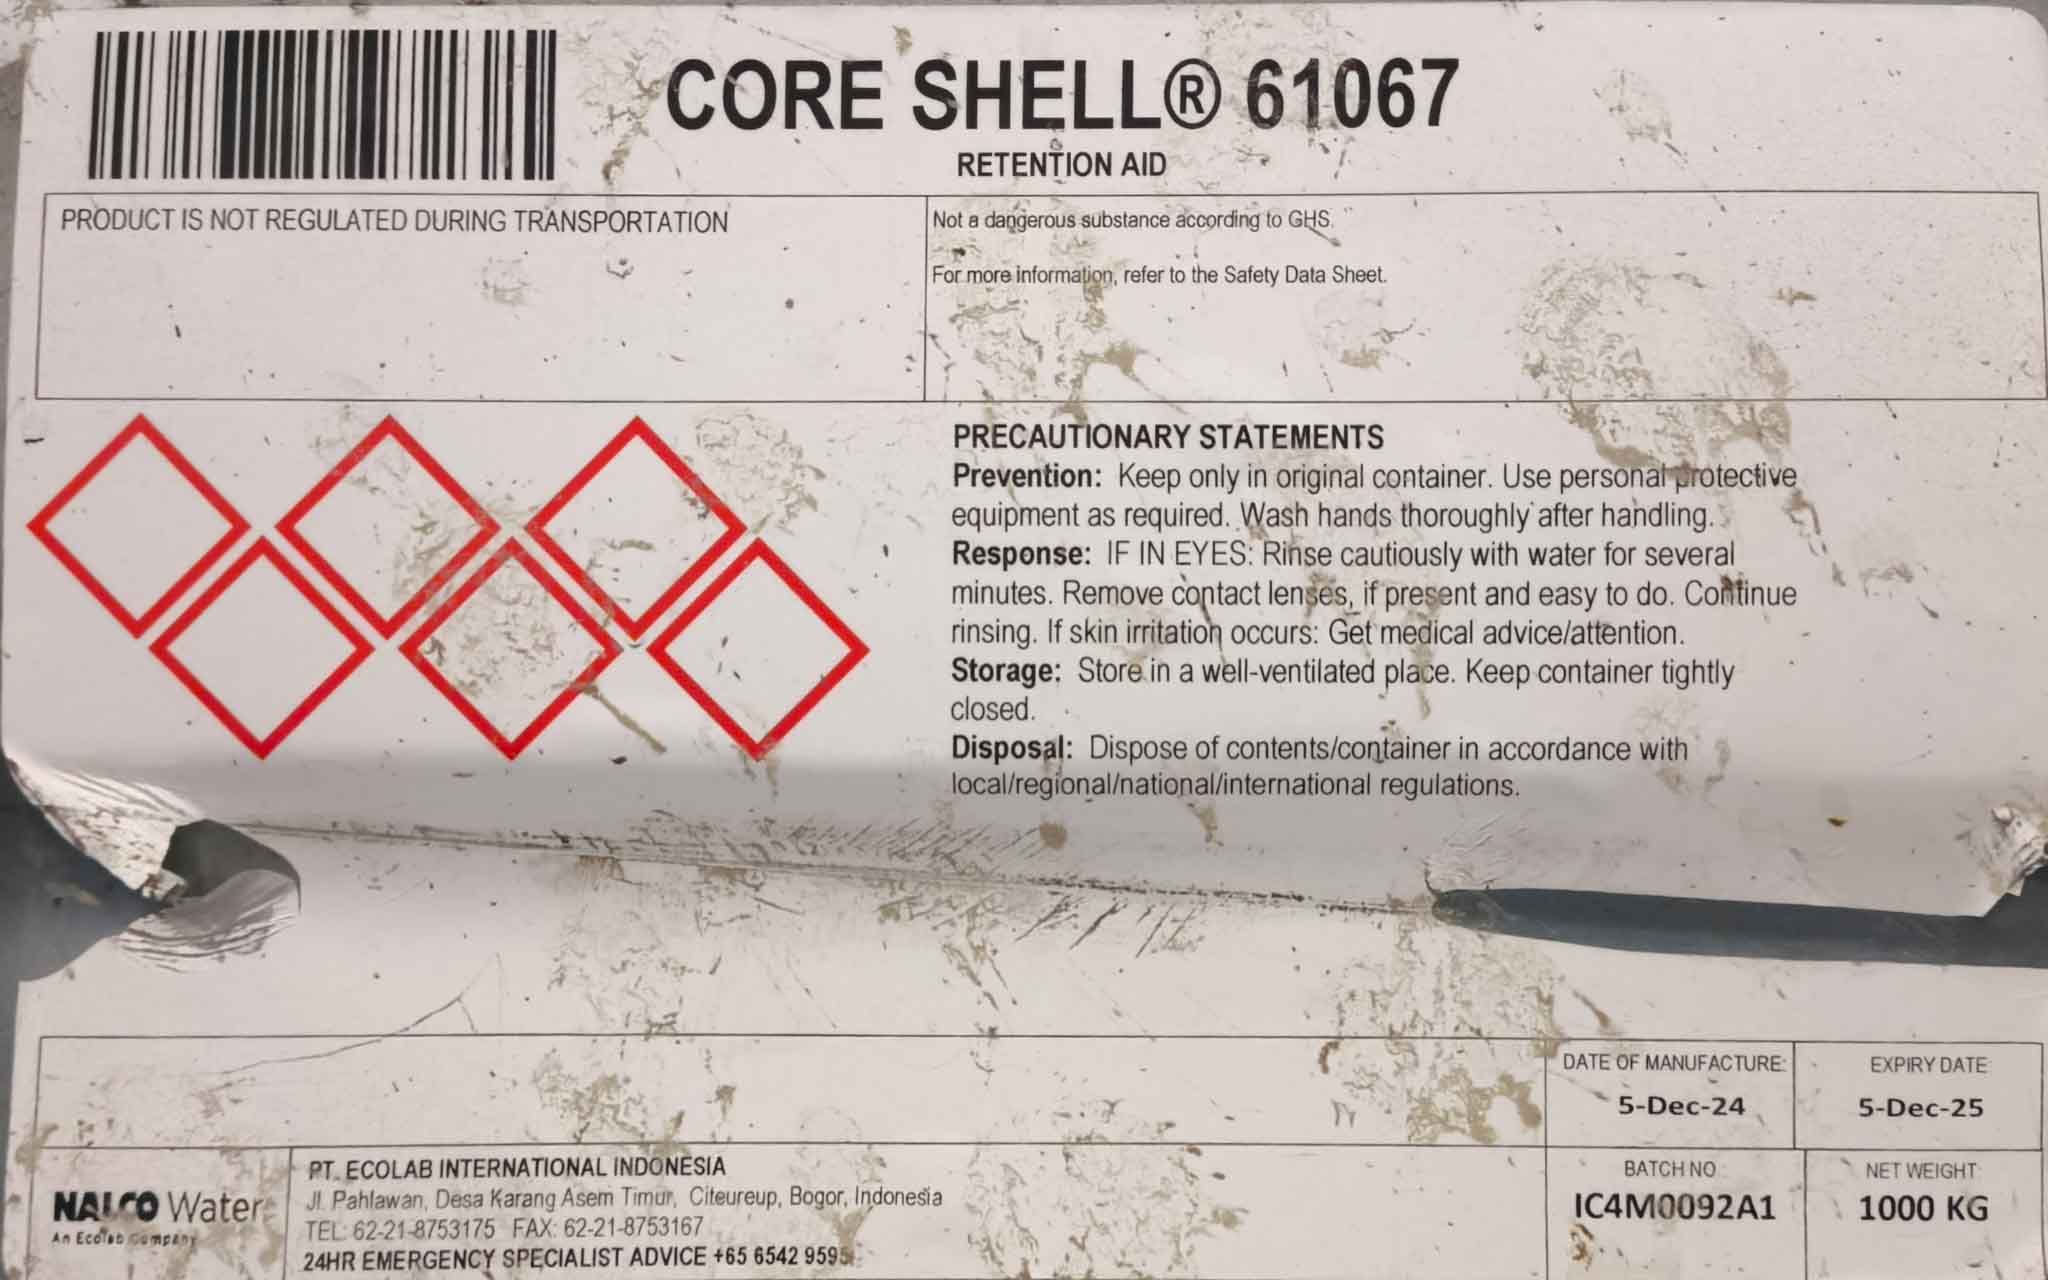 CORE SHELL® 61067
RETENTION AID
PRODUCT IS NOT REGULATED DURING TRANSPORTATION
Not a dangerous substance according to GHS.
For more information, refer to the Safety Data Sheet.
PRECAUTIONARY STATEMENTS
Prevention: Keep only in original container. Use personal protective
equipment as required. Wash hands thoroughly after handling.
Response: IF IN EYES: Rinse cautiously with water for several
minutes. Remove contact lenses, if present and easy to do. Continue
rinsing. If skin irritation occurs: Get medical advice/attention.
Storage: Store in a well-ventilated place. Keep container tightly
closed.
Disposal: Dispose of contents/container in accordance with
local/regional/national/international regulations.
DATE OF MANUFACTURE:
5-Dec-24
EXPIRY DATE
5-Dec-25
NALCO Water
An Ecolab Company
PT. ECOLAB INTERNATIONAL INDONESIA
Jl. Pahlawan, Desa Karang Asem Timur, Citeureup, Bogor, Indonesia
TEL: 62-21-8753175 FAX: 62-21-8753167
24HR EMERGENCY SPECIALIST ADVICE +65 6542 9595
BATCH NO
IC4M0092A1
NET WEIGHT:
1000 KG